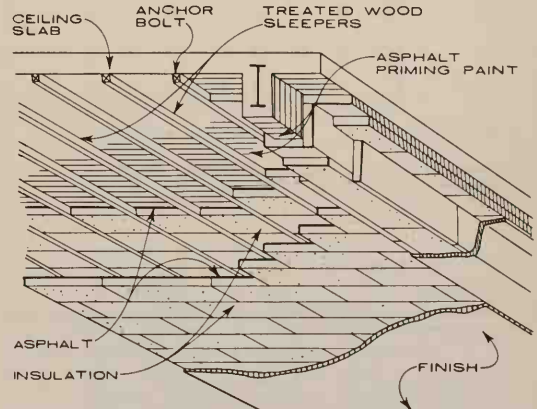 CEILING
SLAB
ANCHOR
BOLT
TREATED WOOD
SLEEPERS
ASPHALT
PRIMING PAINT
ASPHALT
INSULATION
FINISH